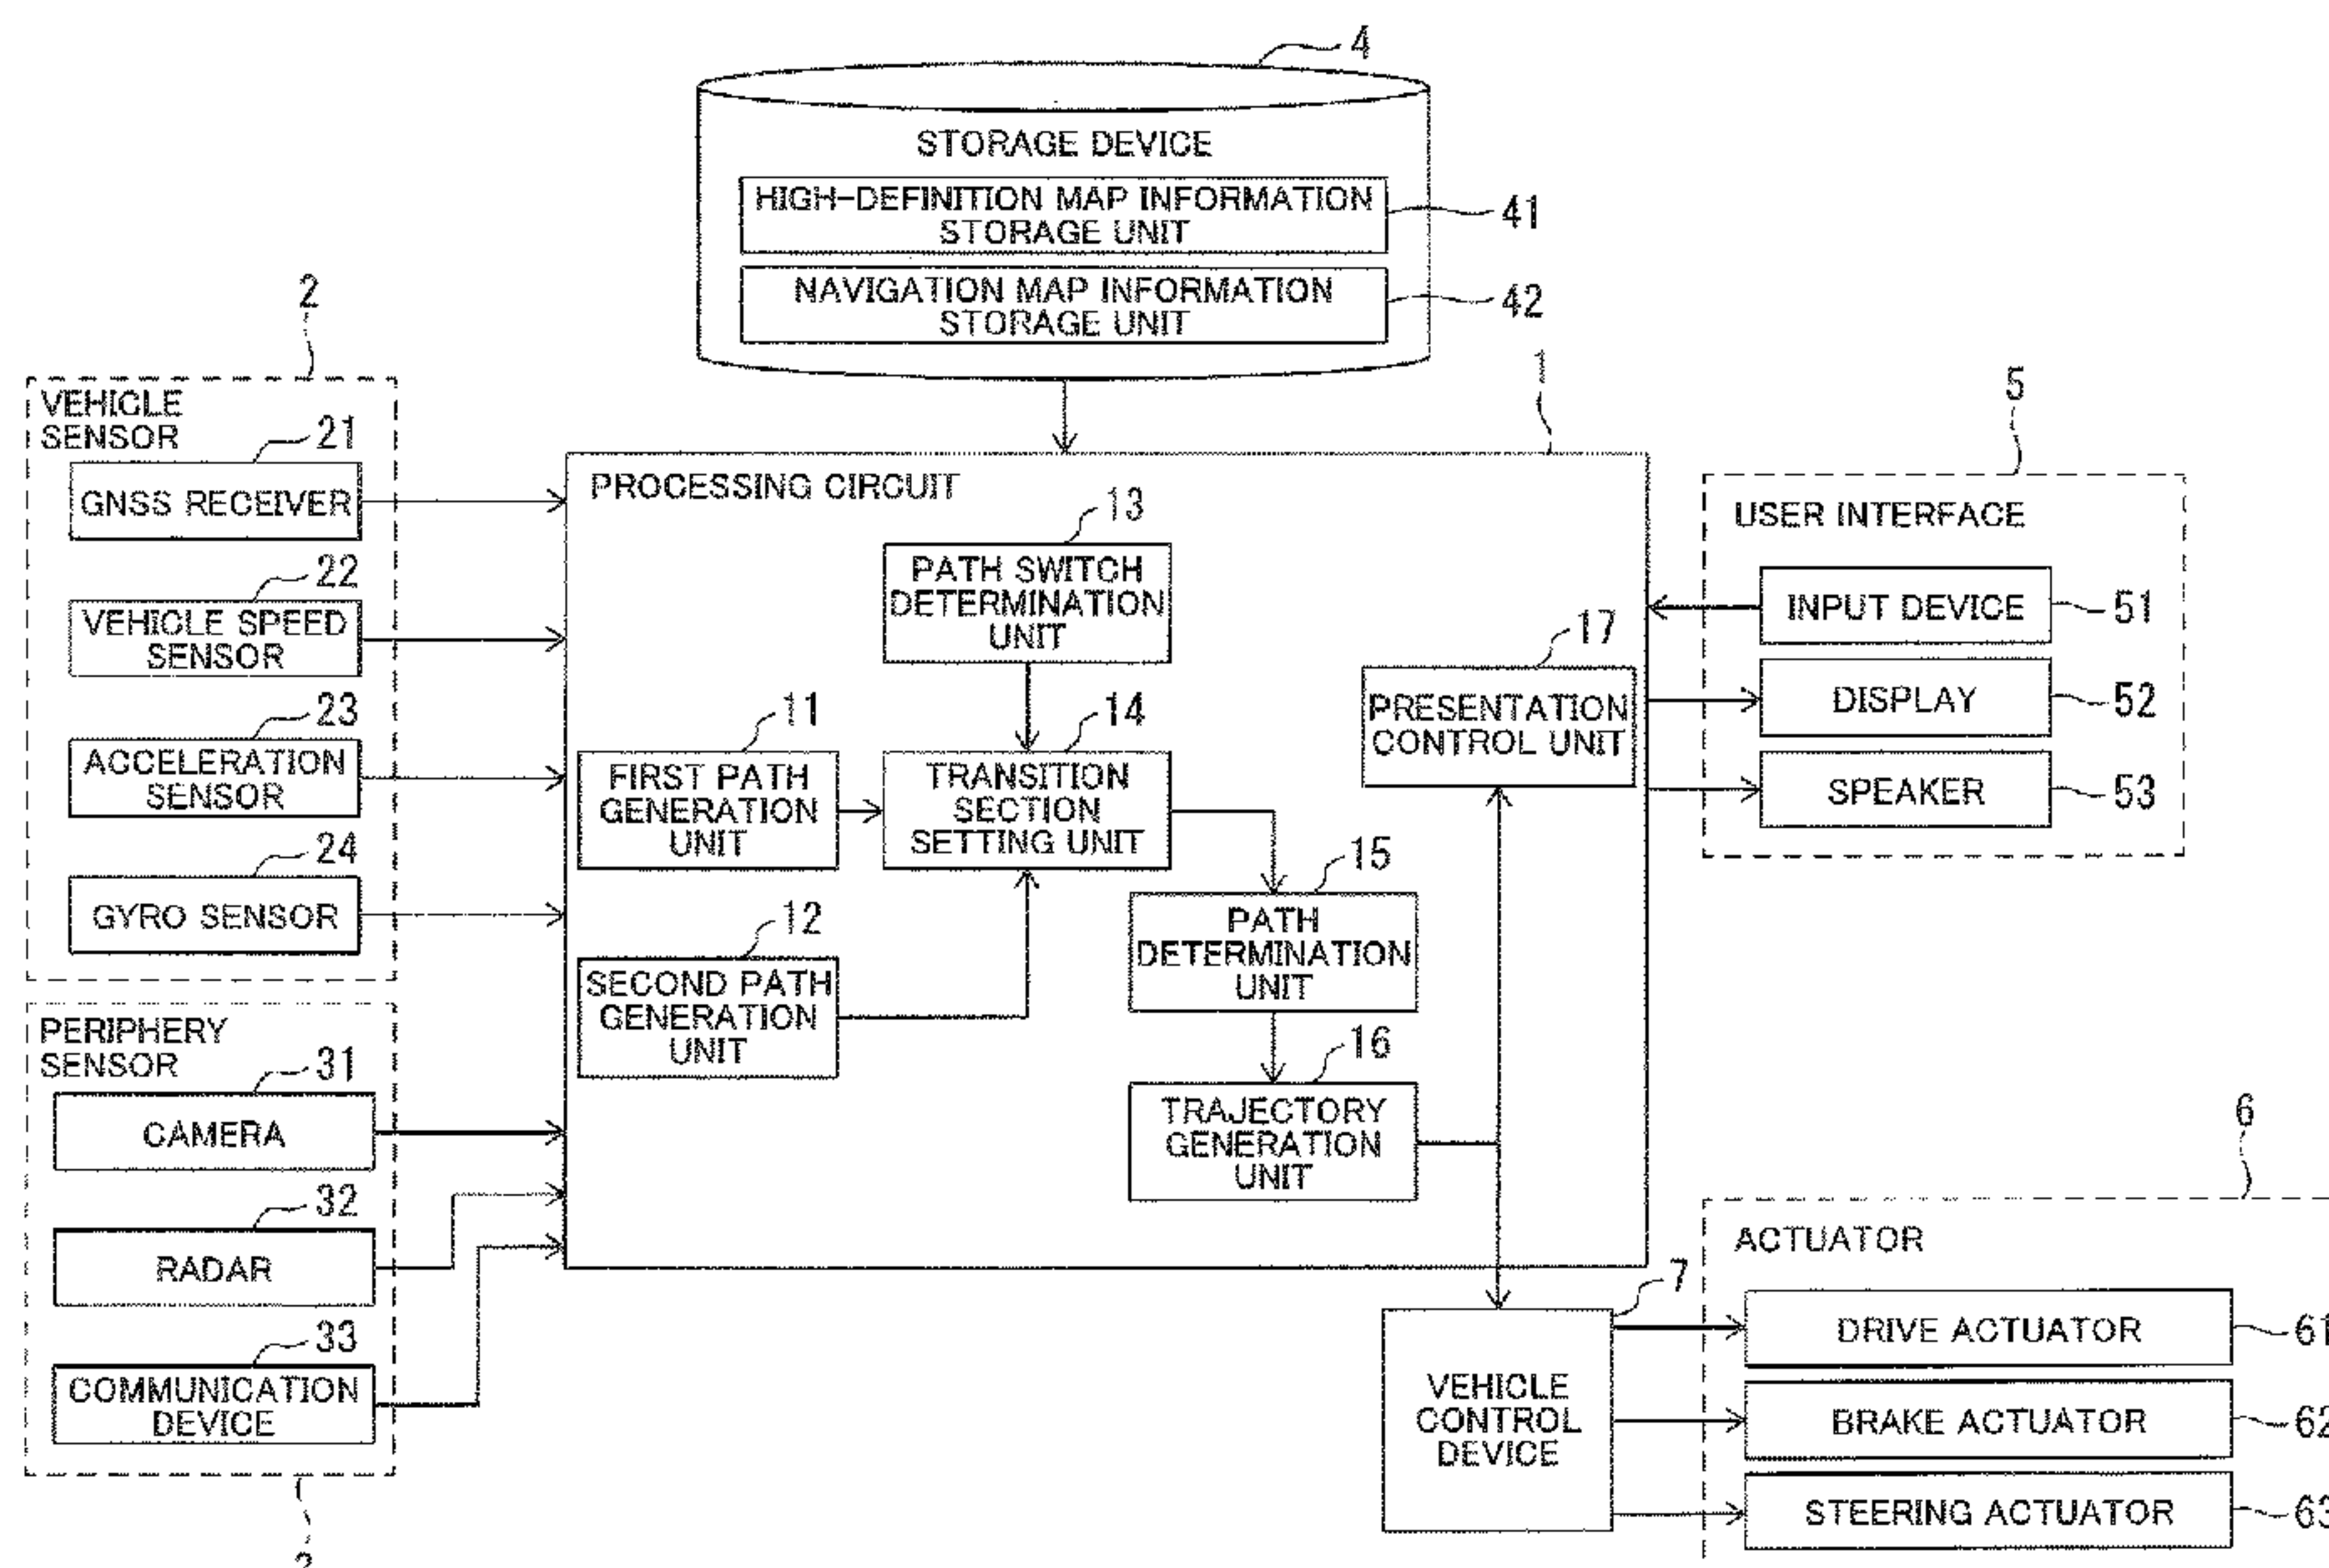 4
STORAGE DEVICE
HIGH-DEFINITION MAP INFORMATION
STORAGE UNIT
41
NAVIGATION MAP INFORMATION
STORAGE UNIT
42
2
VEHICLE
SENSOR
21
GNSS RECEIVER
22
VEHICLE SPEED
SENSOR
23
ACCELERATION
SENSOR
24
GYRO SENSOR
PERIPHERY
SENSOR
31
CAMERA
32
RADAR
33
COMMUNICATION
DEVICE
1
PROCESSING CIRCUIT
13
PATH SWITCH
DETERMINATION
UNIT
11
FIRST PATH
GENERATION
UNIT
14
TRANSITION
SECTION
SETTING UNIT
12
SECOND PATH
GENERATION
UNIT
15
PATH
DETERMINATION
UNIT
16
TRAJECTORY
GENERATION
UNIT
17
PRESENTATION
CONTROL UNIT
5
USER INTERFACE
INPUT DEVICE
51
DISPLAY
52
SPEAKER
53
7
VEHICLE
CONTROL
DEVICE
6
ACTUATOR
DRIVE ACTUATOR
61
BRAKE ACTUATOR
62
STEERING ACTUATOR
63